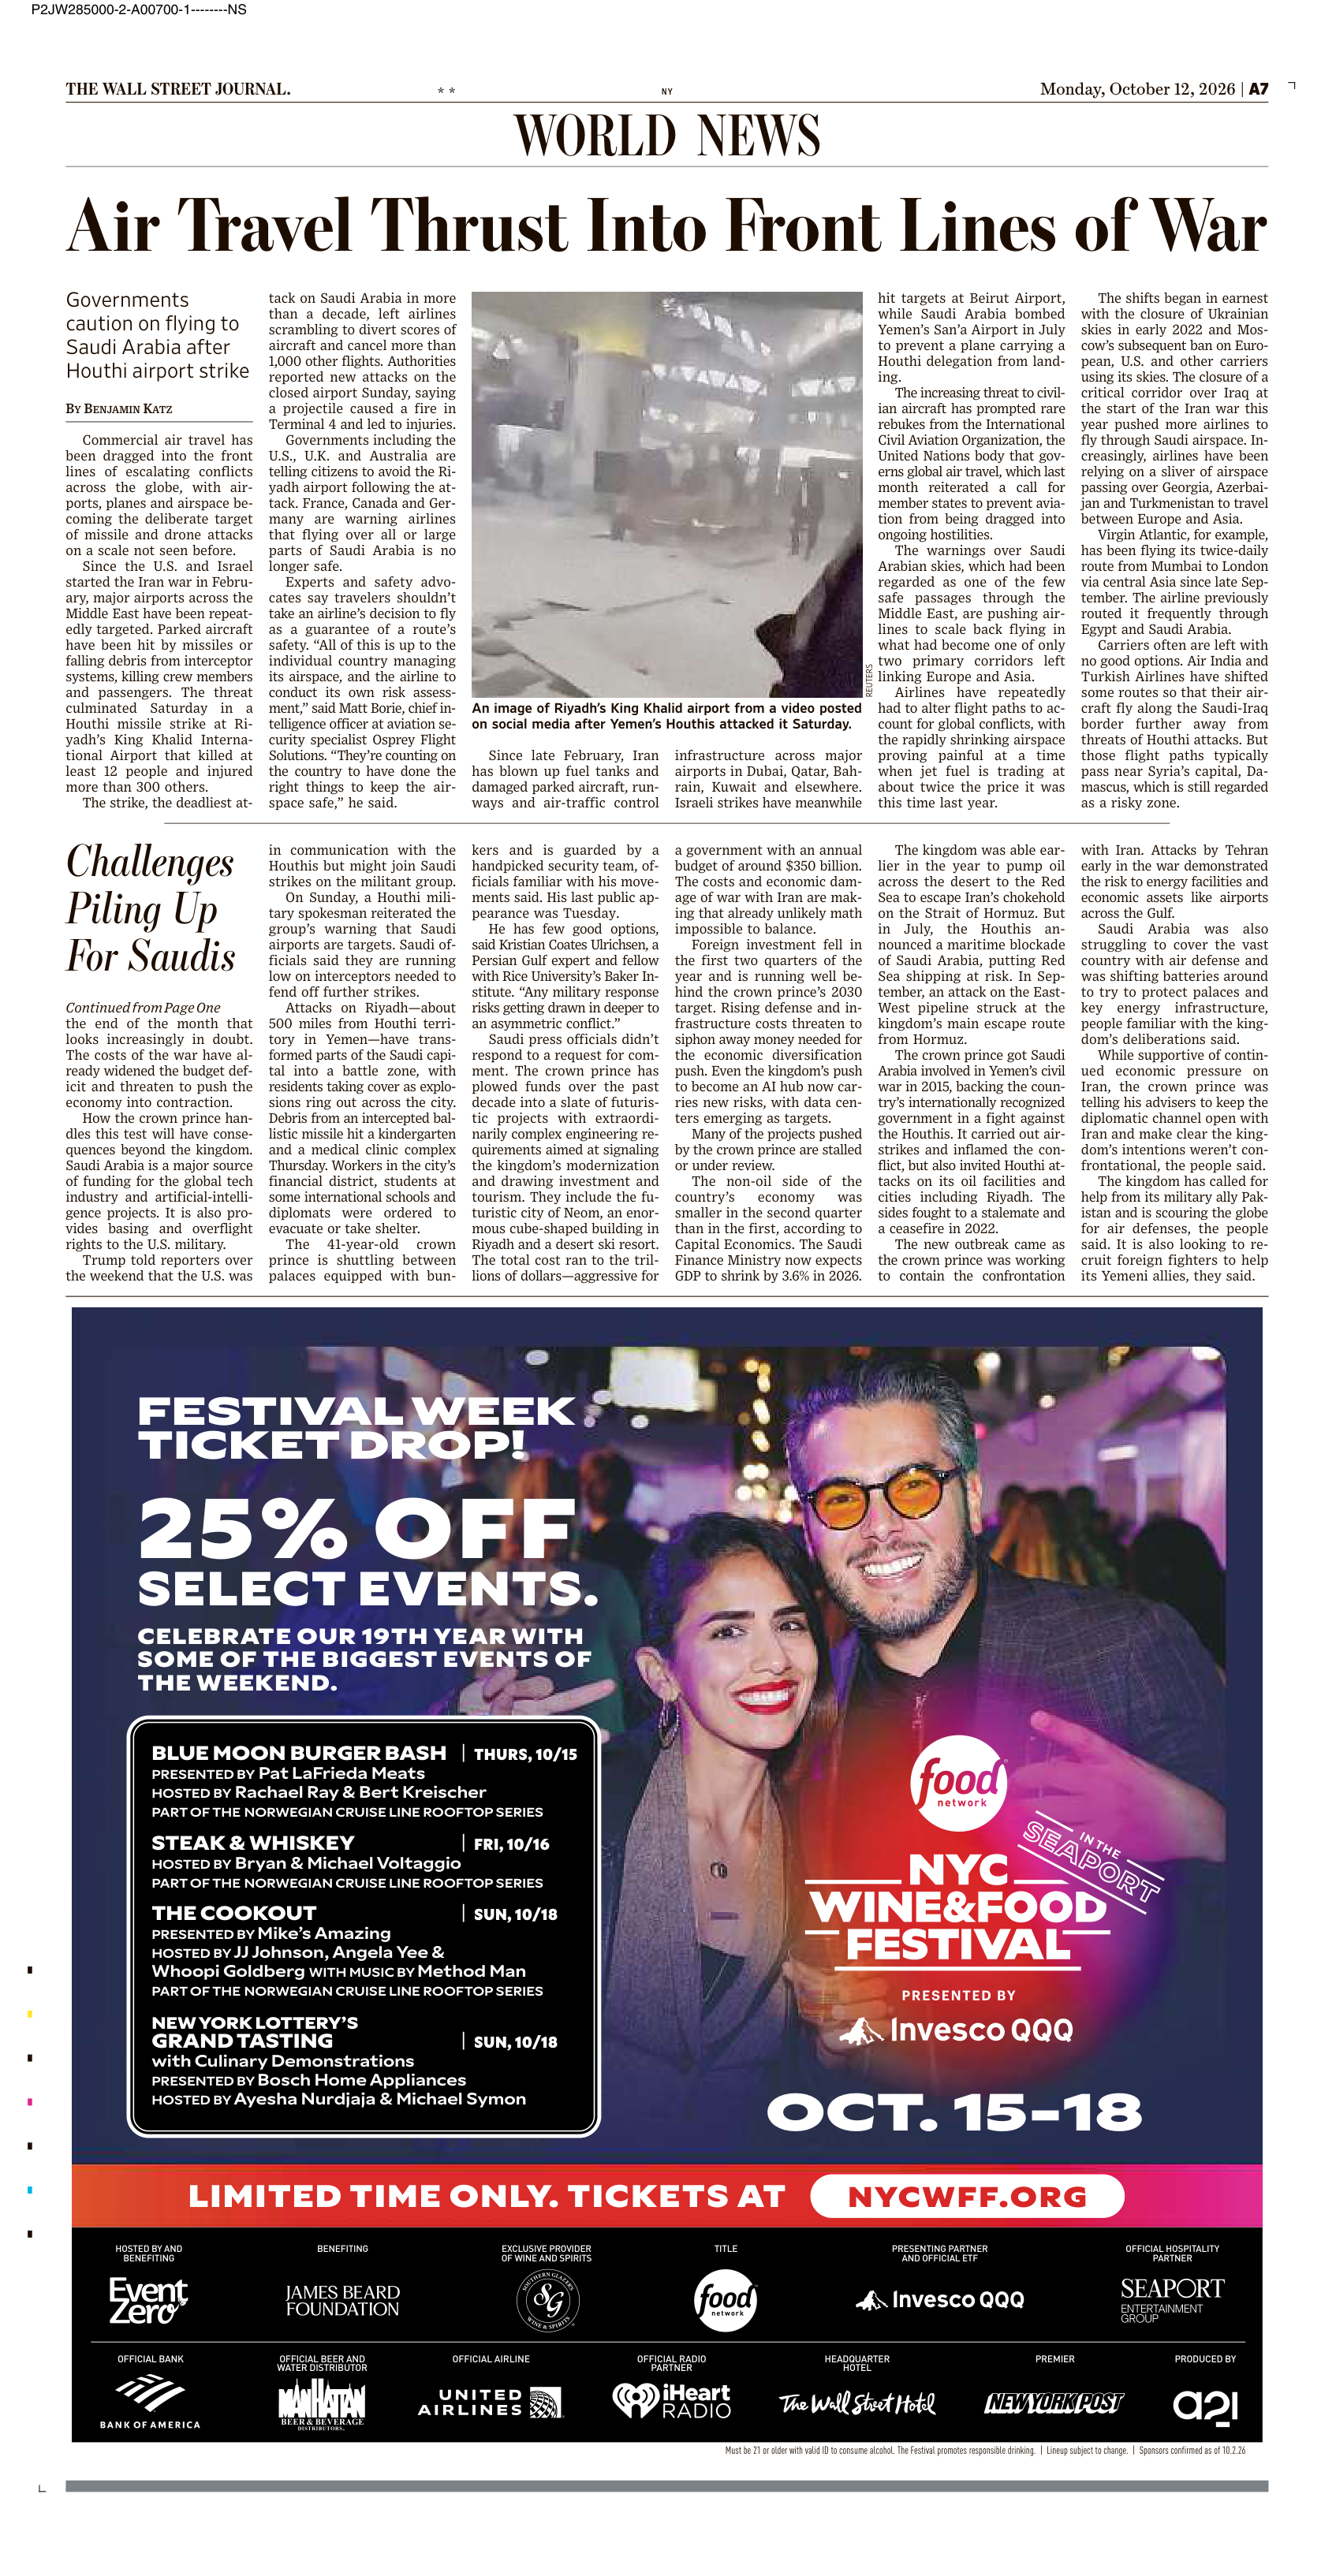 P2JW285000-2-A00700-1--------NS
THE WALL STREET JOURNAL.
* *
NY
Monday, October 12, 2026 | A7
WORLD NEWS
Air Travel Thrust Into Front Lines of War
Governments
caution on flying to
Saudi Arabia after
Houthi airport strike
BY BENJAMIN KATZ
Commercial air travel has
been dragged into the front
lines of escalating conflicts
across the globe, with air-
ports, planes and airspace be-
coming the deliberate target
of missile and drone attacks
on a scale not seen before.
Since the U.S. and Israel
started the Iran war in Febru-
ary, major airports across the
Middle East have been repeat-
edly targeted. Parked aircraft
have been hit by missiles or
falling debris from interceptor
systems, killing crew members
and passengers. The threat
culminated Saturday in a
Houthi missile strike at Ri-
yadh's King Khalid Interna-
tional Airport that killed at
least 12 people and injured
more than 300 others.
The strike, the deadliest at-
tack on Saudi Arabia in more
than a decade, left airlines
scrambling to divert scores of
aircraft and cancel more than
1,000 other flights. Authorities
reported new attacks on the
closed airport Sunday, saying
a projectile caused a fire in
Terminal 4 and led to injuries.
Governments including the
U.S., U.K. and Australia are
telling citizens to avoid the Ri-
yadh airport following the at-
tack. France, Canada and Ger-
many are warning airlines
that flying over all or large
parts of Saudi Arabia is no
longer safe.
Experts and safety advo-
cates say travelers shouldn't
take an airline's decision to fly
as a guarantee of a route's
safety. "All of this is up to the
individual country managing
its airspace, and the airline to
conduct its own risk assess-
ment," said Matt Borie, chief in-
telligence officer at aviation se-
curity specialist Osprey Flight
Solutions. "They're counting on
the country to have done the
right things to keep the air-
space safe," he said.
REUTERS
An image of Riyadh's King Khalid airport from a video posted
on social media after Yemen's Houthis attacked it Saturday.
Since late February, Iran
has blown up fuel tanks and
damaged parked aircraft, run-
ways and air-traffic control
infrastructure across major
airports in Dubai, Qatar, Bah-
rain, Kuwait and elsewhere.
Israeli strikes have meanwhile
hit targets at Beirut Airport,
while Saudi Arabia bombed
Yemen's San'a Airport in July
to prevent a plane carrying a
Houthi delegation from land-
ing.
The increasing threat to civil-
ian aircraft has prompted rare
rebukes from the International
Civil Aviation Organization, the
United Nations body that gov-
erns global air travel, which last
month reiterated a call for
member states to prevent avia-
tion from being dragged into
ongoing hostilities.
The warnings over Saudi
Arabian skies, which had been
regarded as one of the few
safe passages through the
Middle East, are pushing air-
lines to scale back flying in
what had become one of only
two primary corridors left
linking Europe and Asia.
Airlines have repeatedly
had to alter flight paths to ac-
count for global conflicts, with
the rapidly shrinking airspace
proving painful at a time
when jet fuel is trading at
about twice the price it was
this time last year.
The shifts began in earnest
with the closure of Ukrainian
skies in early 2022 and Mos-
cow's subsequent ban on Euro-
pean, U.S. and other carriers
using its skies. The closure of a
critical corridor over Iraq at
the start of the Iran war this
year pushed more airlines to
fly through Saudi airspace. In-
creasingly, airlines have been
relying on a sliver of airspace
passing over Georgia, Azerbai-
jan and Turkmenistan to travel
between Europe and Asia.
Virgin Atlantic, for example,
has been flying its twice-daily
route from Mumbai to London
via central Asia since late Sep-
tember. The airline previously
routed it frequently through
Egypt and Saudi Arabia.
Carriers often are left with
no good options. Air India and
Turkish Airlines have shifted
some routes so that their air-
craft fly along the Saudi-Iraq
border further away from
threats of Houthi attacks. But
those flight paths typically
pass near Syria's capital, Da-
mascus, which is still regarded
as a risky zone.
Challenges
Piling Up
For Saudis
Continued from Page One
the end of the month that
looks increasingly in doubt.
The costs of the war have al-
ready widened the budget def-
icit and threaten to push the
economy into contraction.
How the crown prince han-
dles this test will have conse-
quences beyond the kingdom.
Saudi Arabia is a major source
of funding for the global tech
industry and artificial-intelli-
gence projects. It is also pro-
vides basing and overflight
rights to the U.S. military.
Trump told reporters over
the weekend that the U.S. was
in communication with the
Houthis but might join Saudi
strikes on the militant group.
On Sunday, a Houthi mili-
tary spokesman reiterated the
group's warning that Saudi
airports are targets. Saudi of-
ficials said they are running
low on interceptors needed to
fend off further strikes.
Attacks on Riyadh—about
500 miles from Houthi terri-
tory in Yemen—have trans-
formed parts of the Saudi capi-
tal into a battle zone, with
residents taking cover as explo-
sions ring out across the city.
Debris from an intercepted bal-
listic missile hit a kindergarten
and a medical clinic complex
Thursday. Workers in the city's
financial district, students at
some international schools and
diplomats were ordered to
evacuate or take shelter.
The 41-year-old crown
prince is shuttling between
palaces equipped with bun-
kers and is guarded by a
handpicked security team, of-
ficials familiar with his move-
ments said. His last public ap-
pearance was Tuesday.
He has few good options,
said Kristian Coates Ulrichsen, a
Persian Gulf expert and fellow
with Rice University's Baker In-
stitute. "Any military response
risks getting drawn in deeper to
an asymmetric conflict."
Saudi press officials didn't
respond to a request for com-
ment. The crown prince has
plowed funds over the past
decade into a slate of futuris-
tic projects with extraordi-
narily complex engineering re-
quirements aimed at signaling
the kingdom's modernization
and drawing investment and
tourism. They include the fu-
turistic city of Neom, an enor-
mous cube-shaped building in
Riyadh and a desert ski resort.
The total cost ran to the tril-
lions of dollars—aggressive for
a government with an annual
budget of around $350 billion.
The costs and economic dam-
age of war with Iran are mak-
ing that already unlikely math
impossible to balance.
Foreign investment fell in
the first two quarters of the
year and is running well be-
hind the crown prince's 2030
target. Rising defense and in-
frastructure costs threaten to
siphon away money needed for
the economic diversification
push. Even the kingdom's push
to become an AI hub now car-
ries new risks, with data cen-
ters emerging as targets.
Many of the projects pushed
by the crown prince are stalled
or under review.
The non-oil side of the
country's economy was
smaller in the second quarter
than in the first, according to
Capital Economics. The Saudi
Finance Ministry now expects
GDP to shrink by 3.6% in 2026.
The kingdom was able ear-
lier in the year to pump oil
across the desert to the Red
Sea to escape Iran's chokehold
on the Strait of Hormuz. But
in July, the Houthis an-
nounced a maritime blockade
of Saudi Arabia, putting Red
Sea shipping at risk. In Sep-
tember, an attack on the East-
West pipeline struck at the
kingdom's main escape route
from Hormuz.
The crown prince got Saudi
Arabia involved in Yemen's civil
war in 2015, backing the coun-
try's internationally recognized
government in a fight against
the Houthis. It carried out air-
strikes and inflamed the con-
flict, but also invited Houthi at-
tacks on its oil facilities and
cities including Riyadh. The
sides fought to a stalemate and
a ceasefire in 2022.
The new outbreak came as
the crown prince was working
to contain the confrontation
with Iran. Attacks by Tehran
early in the war demonstrated
the risk to energy facilities and
economic assets like airports
across the Gulf.
Saudi Arabia was also
struggling to cover the vast
country with air defense and
was shifting batteries around
to try to protect palaces and
key energy infrastructure,
people familiar with the king-
dom's deliberations said.
While supportive of contin-
ued economic pressure on
Iran, the crown prince was
telling his advisers to keep the
diplomatic channel open with
Iran and make clear the king-
dom's intentions weren't con-
frontational, the people said.
The kingdom has called for
help from its military ally Pak-
istan and is scouring the globe
for air defenses, the people
said. It is also looking to re-
cruit foreign fighters to help
its Yemeni allies, they said.
FESTIVAL WEEK
TICKET DROP!
25% OFF
SELECT EVENTS.
CELEBRATE OUR 19TH YEAR WITH
SOME OF THE BIGGEST EVENTS OF
THE WEEKEND.
BLUE MOON BURGER BASH | THURS, 10/15
PRESENTED BY Pat LaFrieda Meats
HOSTED BY Rachael Ray & Bert Kreischer
PART OF THE NORWEGIAN CRUISE LINE ROOFTOP SERIES
STEAK & WHISKEY | FRI, 10/16
HOSTED BY Bryan & Michael Voltaggio
PART OF THE NORWEGIAN CRUISE LINE ROOFTOP SERIES
THE COOKOUT | SUN, 10/18
PRESENTED BY Mike's Amazing
HOSTED BY JJ Johnson, Angela Yee &
Whoopi Goldberg WITH MUSIC BY Method Man
PART OF THE NORWEGIAN CRUISE LINE ROOFTOP SERIES
NEW YORK LOTTERY'S
GRAND TASTING | SUN, 10/18
with Culinary Demonstrations
PRESENTED BY Bosch Home Appliances
HOSTED BY Ayesha Nurdjaja & Michael Symon
food
network
IN THE
SEAPORT
NYC
WINE&FOOD
FESTIVAL
PRESENTED BY
Invesco QQQ
OCT. 15-18
LIMITED TIME ONLY. TICKETS AT NYCWFF.ORG
HOSTED BY AND
BENEFITING
Event
Zero
BENEFITING
JAMES BEARD
FOUNDATION
EXCLUSIVE PROVIDER
OF WINE AND SPIRITS
SOUTHERN GLAZER'S
SG
WINE & SPIRITS
TITLE
food
network
PRESENTING PARTNER
AND OFFICIAL ETF
Invesco QQQ
OFFICIAL HOSPITALITY
PARTNER
SEAPORT
ENTERTAINMENT
GROUP
OFFICIAL BANK
BANK OF AMERICA
OFFICIAL BEER AND
WATER DISTRIBUTOR
MANHATTAN
BEER & BEVERAGE
DISTRIBUTORS
OFFICIAL AIRLINE
UNITED
AIRLINES
OFFICIAL RADIO
PARTNER
iHeart
RADIO
HEADQUARTER
HOTEL
The Wall Street Hotel
PREMIER
NEW YORK POST
PRODUCED BY
a21
Must be 21 or older with valid ID to consume alcohol. The Festival promotes responsible drinking. | Lineup subject to change. | Sponsors confirmed as of 10.2.26